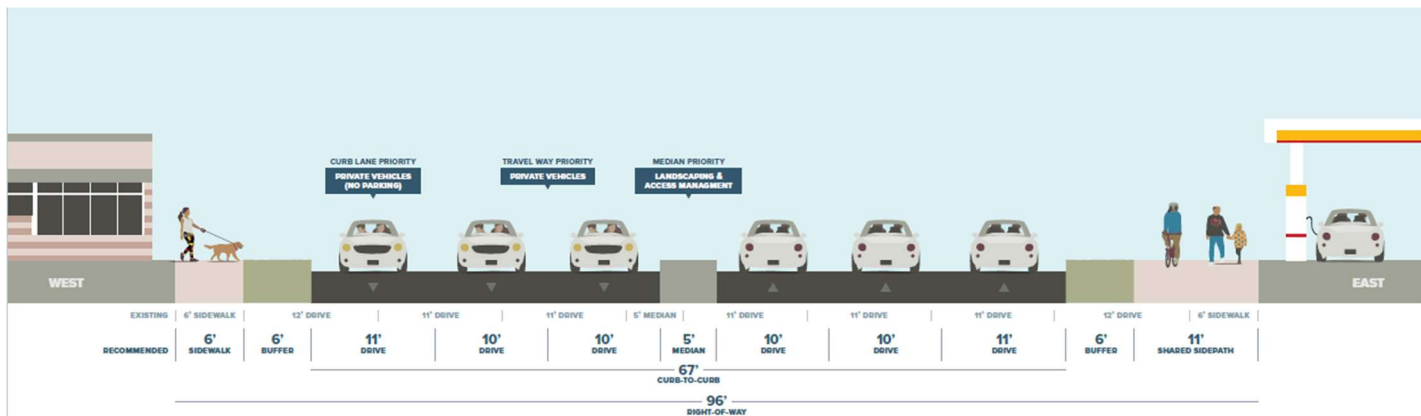 CURB LANE PRIORITY
PRIVATE VEHICLES
(NO PARKING)
TRAVEL WAY PRIORITY
PRIVATE VEHICLES
MEDIAN PRIORITY
LANDSCAPING &
ACCESS MANAGMENT
WEST
EAST
EXISTING 6' SIDEWALK 12' DRIVE 11' DRIVE 11' DRIVE 5' MEDIAN 11' DRIVE 11' DRIVE 11' DRIVE 12' DRIVE 6' SIDEWALK
6' 6' 11' 10' 10' 5' 10' 10' 11' 6' 11'
RECOMMENDED SIDEWALK BUFFER DRIVE DRIVE DRIVE MEDIAN DRIVE DRIVE DRIVE BUFFER SHARED SIDEPATH
67'
CURB-TO-CURB
96'
RIGHT-OF-WAY